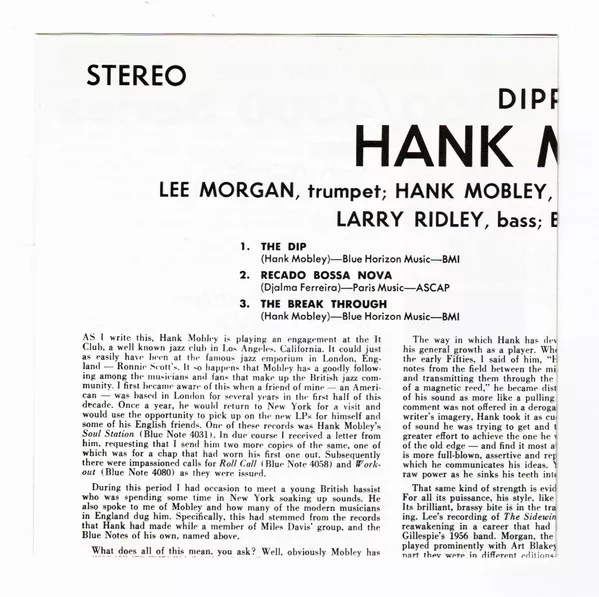 STEREO
DIPP
HANK M
LEE MORGAN, trumpet; HANK MOBLEY,
LARRY RIDLEY, bass; B
1. THE DIP
(Hank Mobley)—Blue Horizon Music—BMI
2. RECADO BOSSA NOVA
(Djalma Ferreira)—Paris Music—ASCAP
3. THE BREAK THROUGH
(Hank Mobley)—Blue Horizon Music—BMI
AS I write this, Hank Mobley is playing an engagement at the It
Club, a well known jazz club in Los Angeles, California. It could just
as easily have been at the famous jazz emporium in London, Eng-
land — Ronnie Scott's. It so happens that Mobley has a goodly follow-
ing among the musicians and fans that make up the British jazz com-
munity. I first became aware of this when a friend of mine — an Ameri-
can — was based in London for several years in the first half of this
decade. Once a year, he would return to New York for a visit and
would use the opportunity to pick up on the new LPs for himself and
some of his English friends. One of these records was Hank Mobley's
Soul Station (Blue Note 4031). In due course I received a letter from
him, requesting that I send him two more copies of the same, one of
which was for a chap that had worn his first one out. Subsequently
there were impassioned calls for Roll Call (Blue Note 4058) and Work-
out (Blue Note 4080) as they were issued.
During this period I had occasion to meet a young British bassist
who was spending some time in New York soaking up sounds. He
also spoke to me of Mobley and how many of the modern musicians
in England dug him. Specifically, this had stemmed from the records
that Hank had made while a member of Miles Davis' group, and the
Blue Notes of his own, named above.
What does all of this mean, you ask? Well, obviously Mobley has
The way in which Hank has dev
his general growth as a player. Whe
the early Fifties, I said of him, "H
notes from the field between the mi
and transmitting them through the
of a magnetic reed," he became dist
of his sound as more like a pulling
comment was not offered in a deroga
writer's imagery, Hank took it as cu
of sound he was trying to get and t
greater effort to achieve the one he
of the old edge — and find it most a
is more full-blown, assertive and rep
which he communicates his ideas. Y
raw power as he sinks his teeth into
That same kind of strength is evid
For all its puissance, his style, like
Its brilliant, brassy bite is in the tra
ing. Lee's recording of The Sidewin
reawakening in a career that had
Gillespie's 1956 band. Morgan, the
played prominently with Art Blakey
part they were in different editions